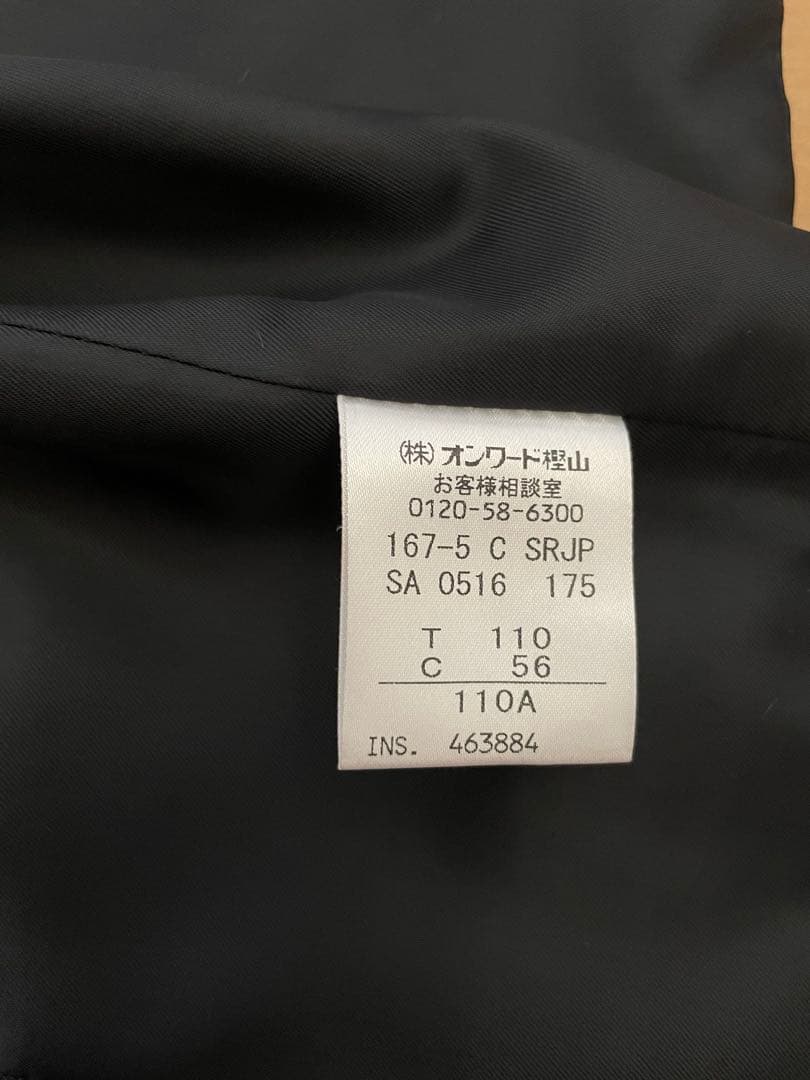 (株)オンワード樫山
お客様相談室
0120-58-6300
167-5 C SRJP
SA 0516 175
T 110
C 56
110A
INS. 463884